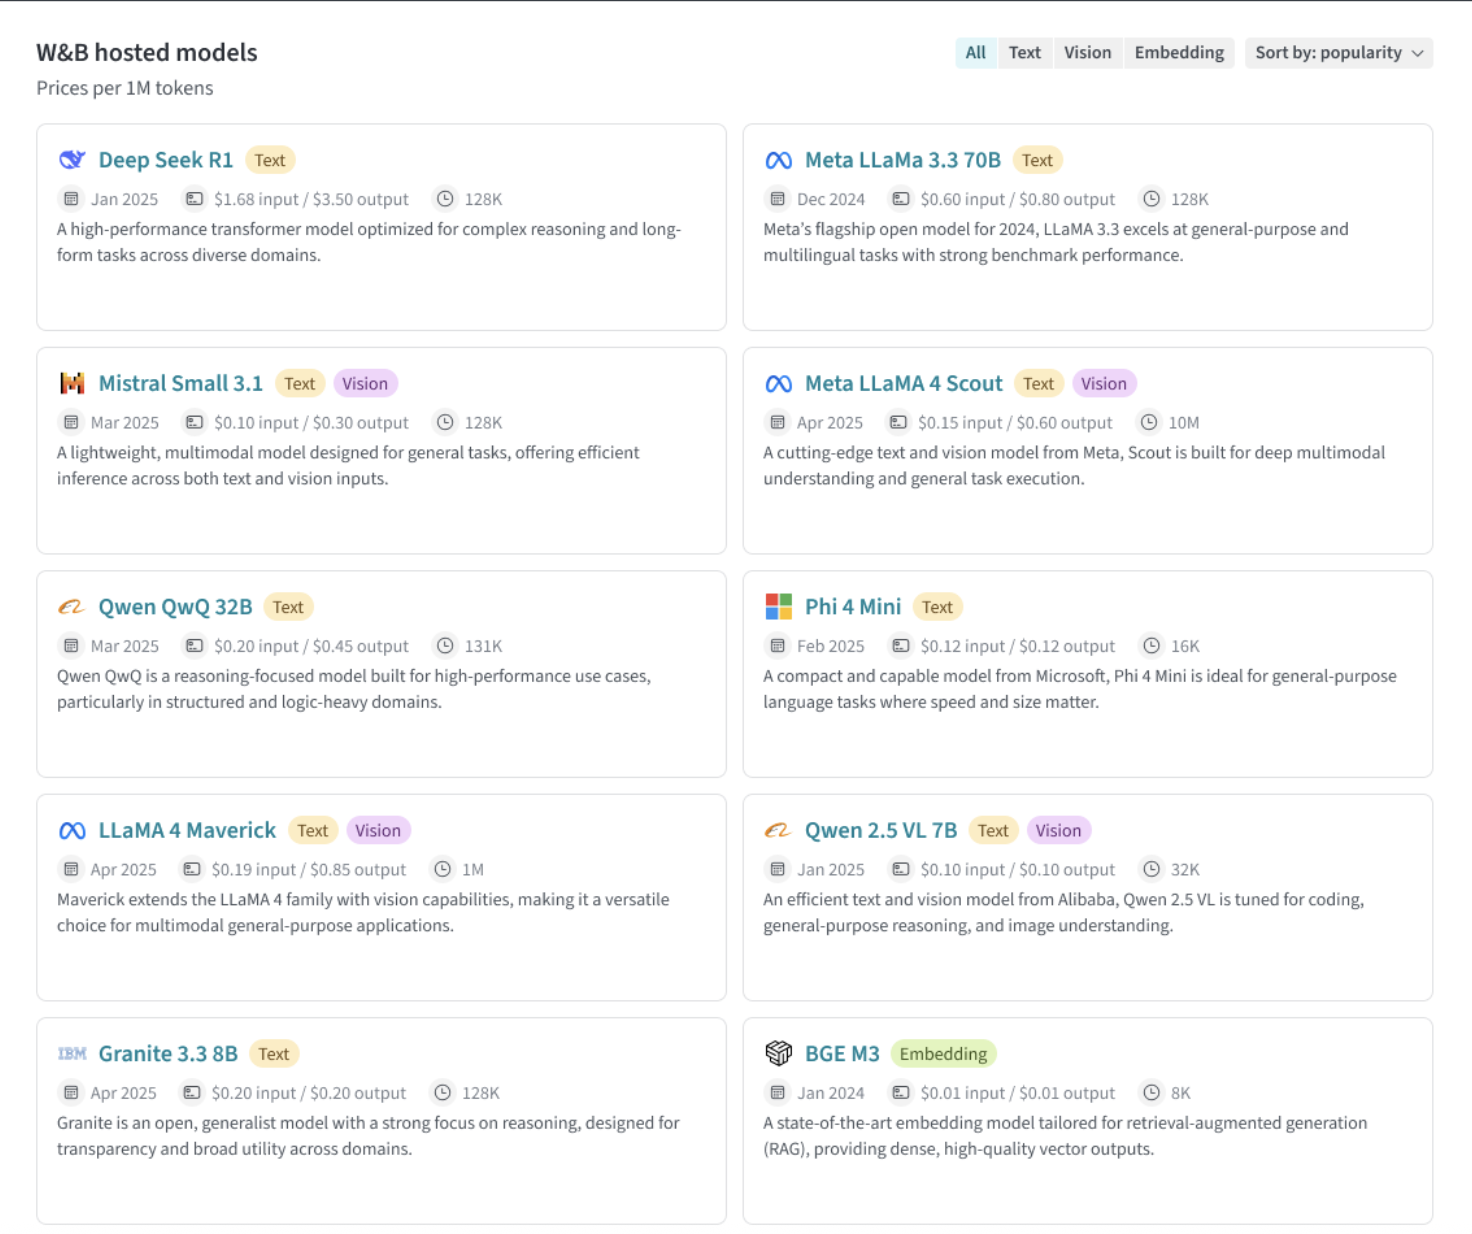 W&B hosted models
All Text Vision Embedding Sort by: popularity
Prices per 1M tokens
Deep Seek R1 Text
Jan 2025 $1.68 input / $3.50 output 128K
A high-performance transformer model optimized for complex reasoning and long-
form tasks across diverse domains.
Meta LLaMa 3.3 70B Text
Dec 2024 $0.60 input / $0.80 output 128K
Meta’s flagship open model for 2024, LLaMA 3.3 excels at general-purpose and
multilingual tasks with strong benchmark performance.
Mistral Small 3.1 Text Vision
Mar 2025 $0.10 input / $0.30 output 128K
A lightweight, multimodal model designed for general tasks, offering efficient
inference across both text and vision inputs.
Meta LLaMA 4 Scout Text Vision
Apr 2025 $0.15 input / $0.60 output 10M
A cutting-edge text and vision model from Meta, Scout is built for deep multimodal
understanding and general task execution.
Qwen QwQ 32B Text
Mar 2025 $0.20 input / $0.45 output 131K
Qwen QwQ is a reasoning-focused model built for high-performance use cases,
particularly in structured and logic-heavy domains.
Phi 4 Mini Text
Feb 2025 $0.12 input / $0.12 output 16K
A compact and capable model from Microsoft, Phi 4 Mini is ideal for general-purpose
language tasks where speed and size matter.
LLaMA 4 Maverick Text Vision
Apr 2025 $0.19 input / $0.85 output 1M
Maverick extends the LLaMA 4 family with vision capabilities, making it a versatile
choice for multimodal general-purpose applications.
Qwen 2.5 VL 7B Text Vision
Jan 2025 $0.10 input / $0.10 output 32K
An efficient text and vision model from Alibaba, Qwen 2.5 VL is tuned for coding,
general-purpose reasoning, and image understanding.
IBM Granite 3.3 8B Text
Apr 2025 $0.20 input / $0.20 output 128K
Granite is an open, generalist model with a strong focus on reasoning, designed for
transparency and broad utility across domains.
BGE M3 Embedding
Jan 2024 $0.01 input / $0.01 output 8K
A state-of-the-art embedding model tailored for retrieval-augmented generation
(RAG), providing dense, high-quality vector outputs.